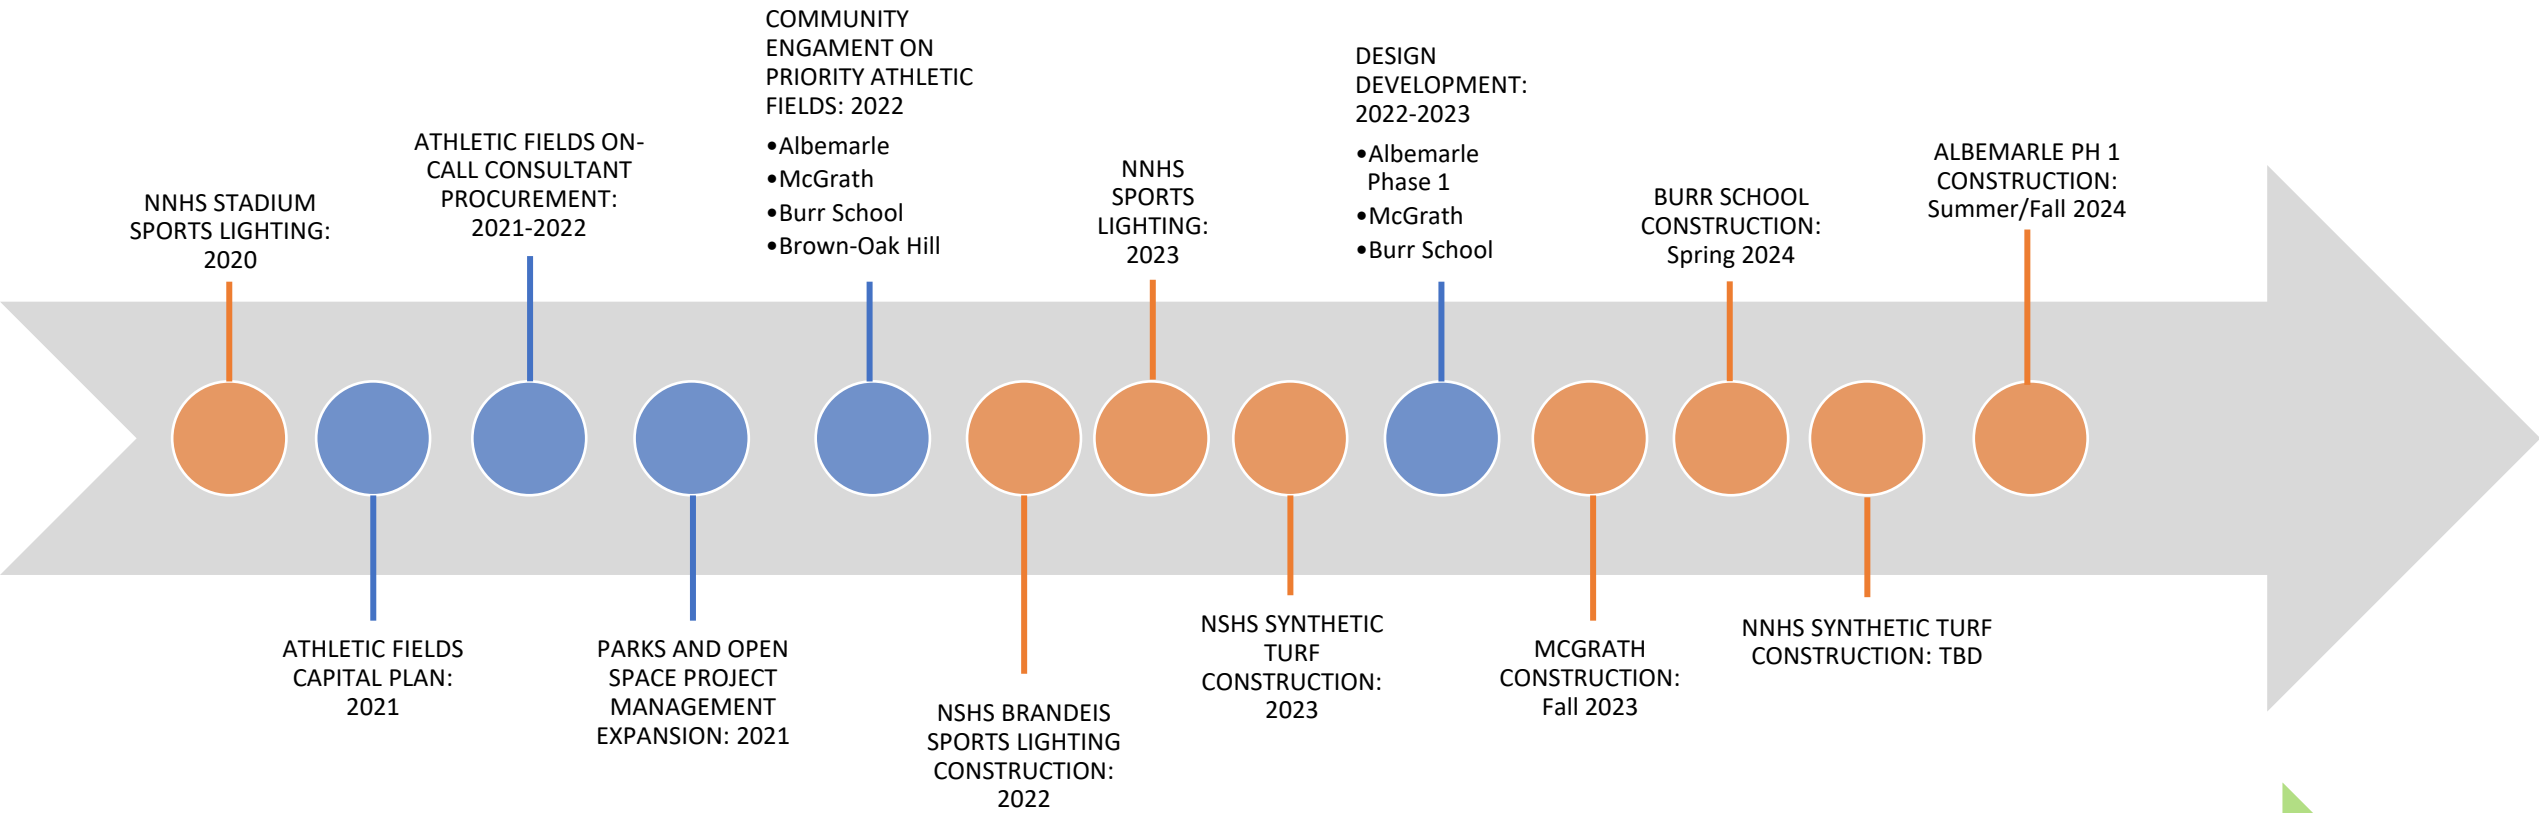 NNHS STADIUM
SPORTS LIGHTING:
2020
ATHLETIC FIELDS
CAPITAL PLAN:
2021
ATHLETIC FIELDS ON-
CALL CONSULTANT
PROCUREMENT:
2021-2022
PARKS AND OPEN
SPACE PROJECT
MANAGEMENT
EXPANSION: 2021
COMMUNITY
ENGAMENT ON
PRIORITY ATHLETIC
FIELDS: 2022
•Albemarle
•McGrath
•Burr School
•Brown-Oak Hill
NSHS BRANDEIS
SPORTS LIGHTING
CONSTRUCTION:
2022
NNHS
SPORTS
LIGHTING:
2023
NSHS SYNTHETIC
TURF
CONSTRUCTION:
2023
DESIGN
DEVELOPMENT:
2022-2023
•Albemarle
Phase 1
•McGrath
•Burr School
MCGRATH
CONSTRUCTION:
Fall 2023
BURR SCHOOL
CONSTRUCTION:
Spring 2024
NNHS SYNTHETIC TURF
CONSTRUCTION: TBD
ALBEMARLE PH 1
CONSTRUCTION:
Summer/Fall 2024